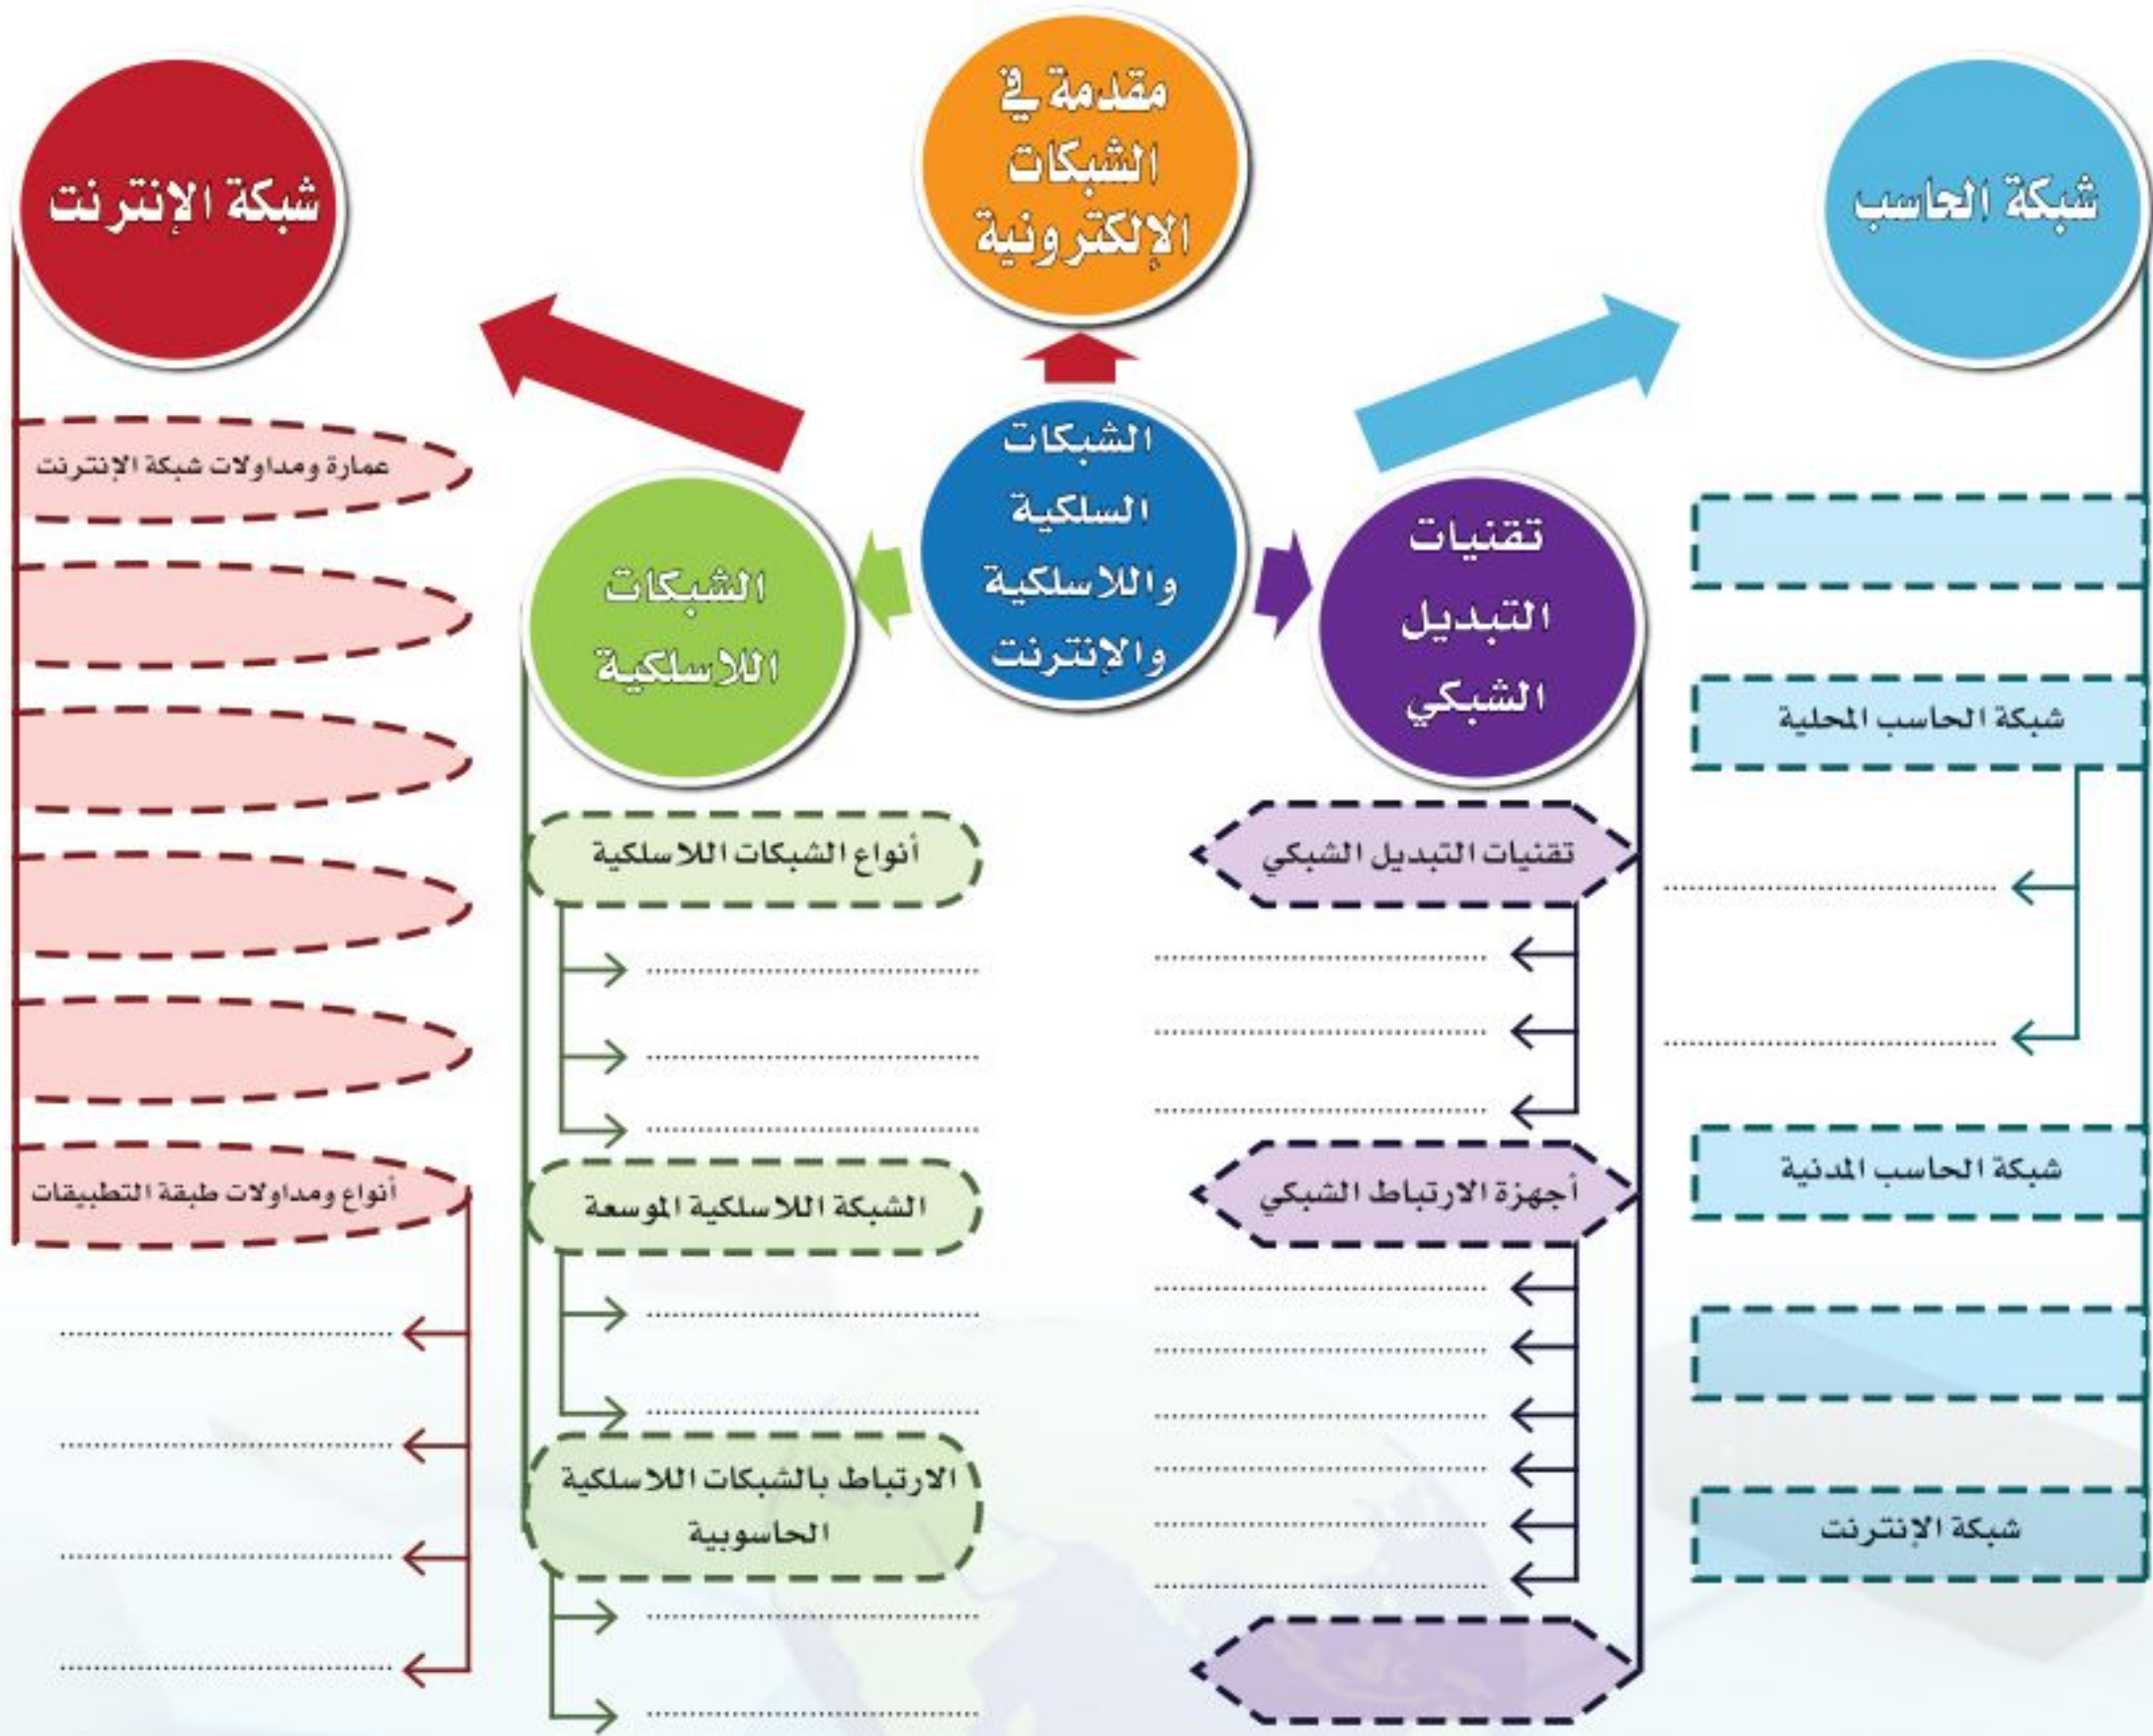 مقدمة في
الشبكات
الإلكترونية
شبكة الحاسب
شبكة الإنترنت
الشبكات
السلكية
واللاسلكية
والإنترنت
تقنيات
التبديل
الشبكي
الشبكات
اللاسلكية
شبكة الحاسب المحلية
شبكة الحاسب المدنية
شبكة الإنترنت
تقنيات التبديل الشبكي
أجهزة الارتباط الشبكي
أنواع الشبكات اللاسلكية
الشبكة اللاسلكية الموسعة
الارتباط بالشبكات اللاسلكية
الحاسوبية
عمارة ومداولات شبكة الإنترنت
أنواع ومداولات طبقة التطبيقات